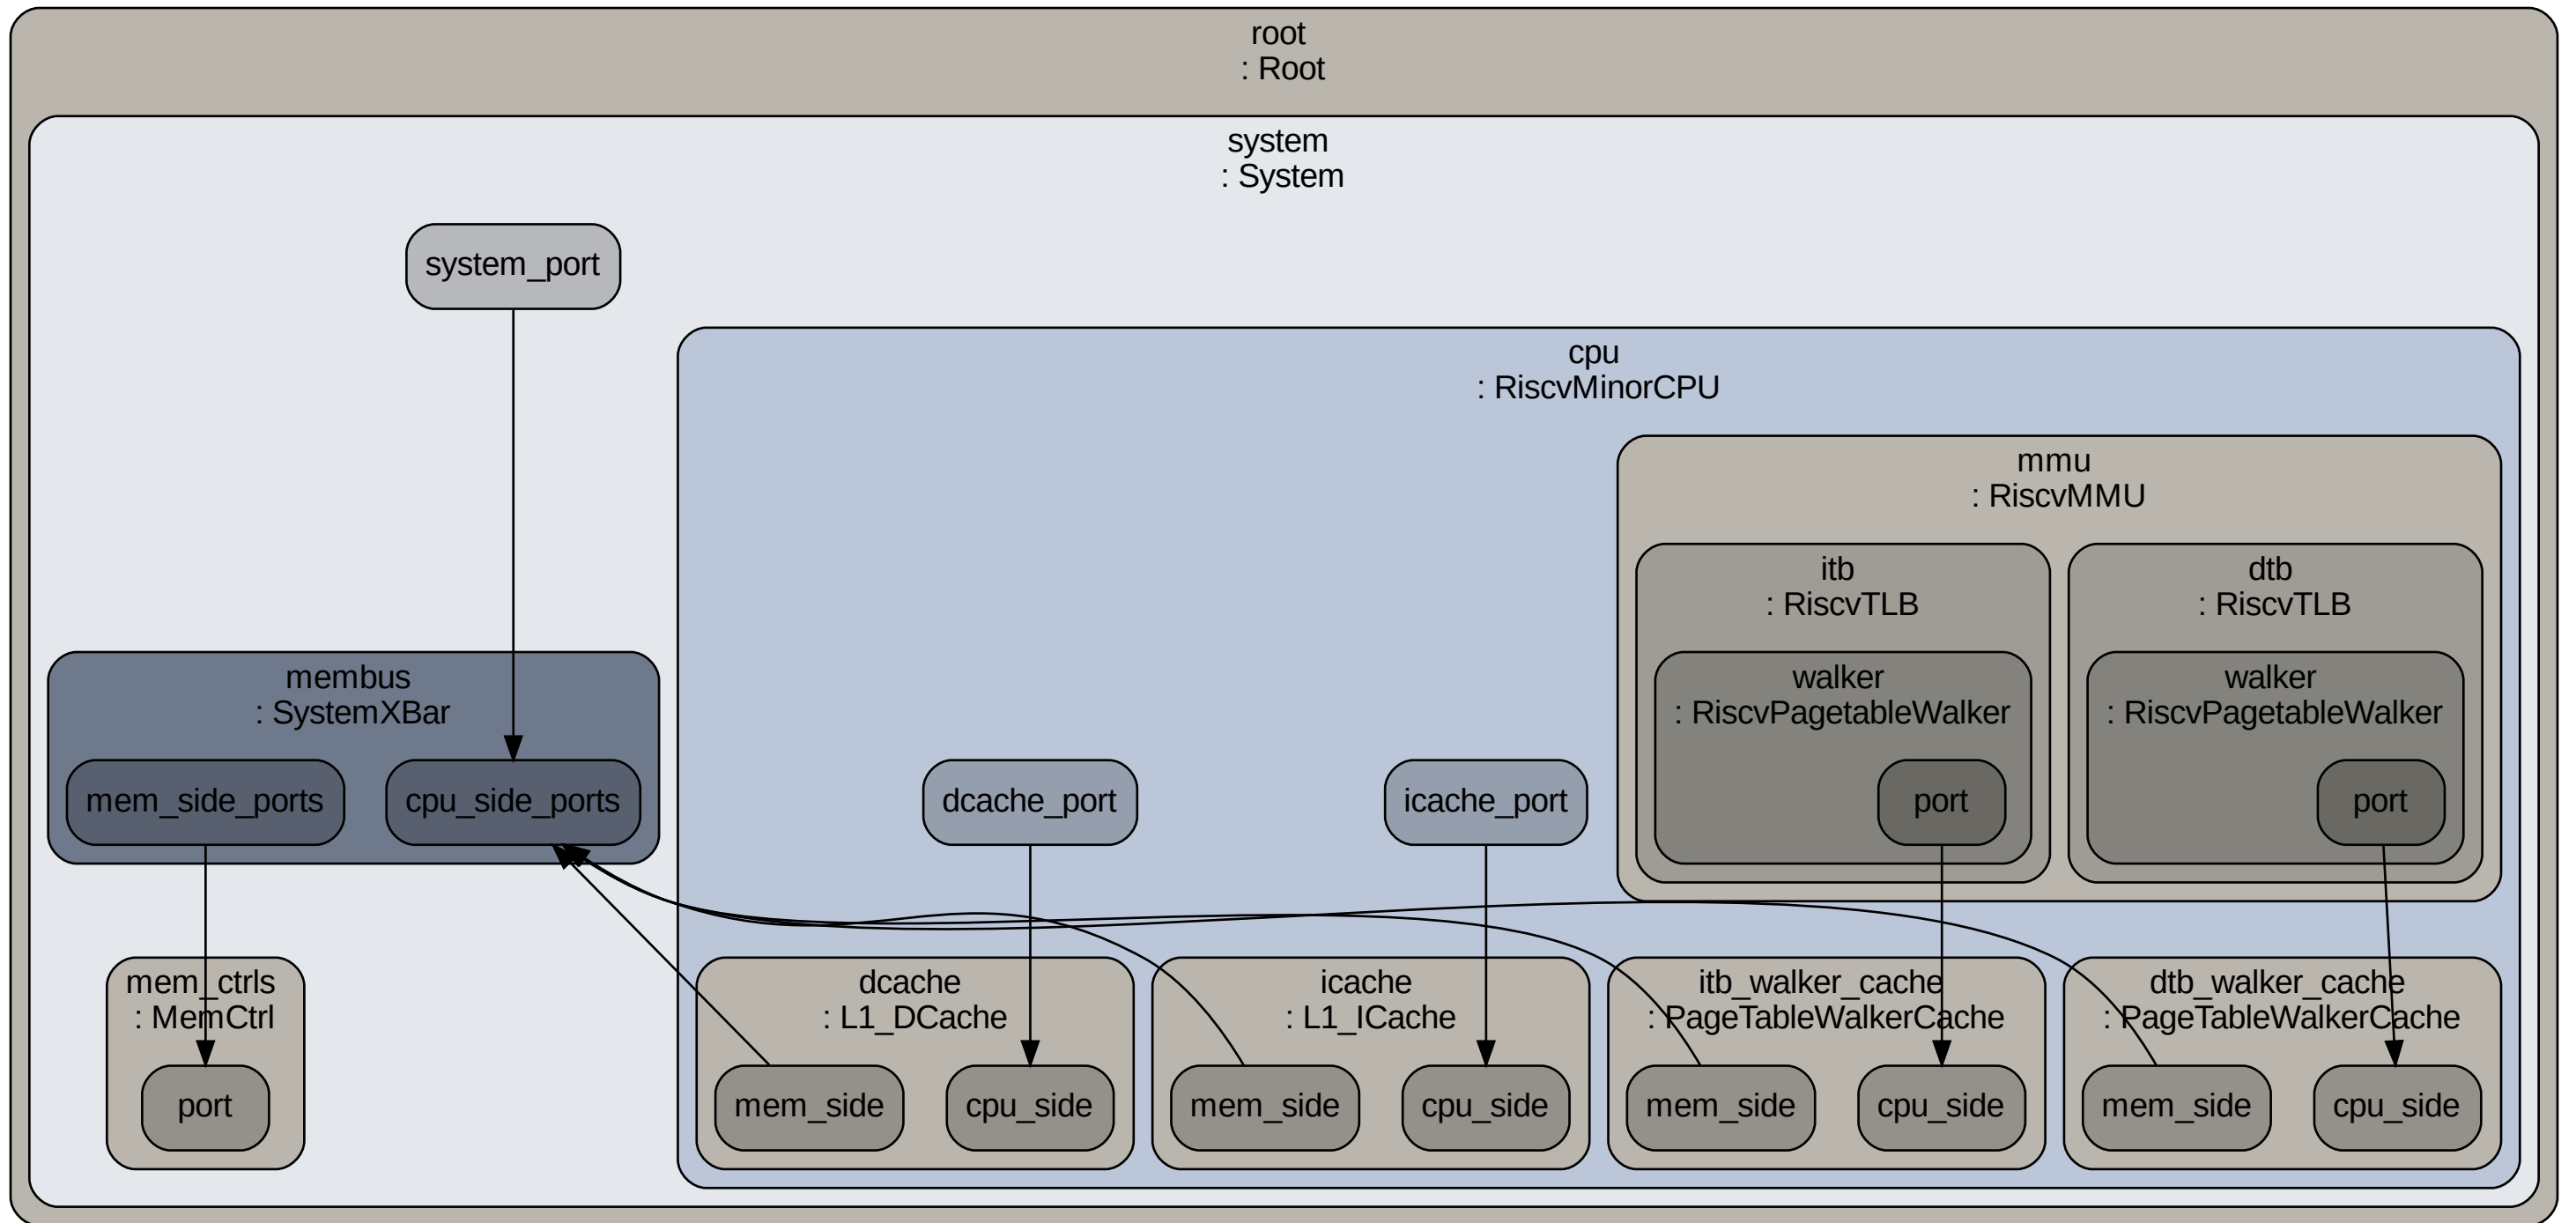 root
: Root
system
: System
system_port
cpu
: RiscvMinorCPU
mmu
: RiscvMMU
itb
: RiscvTLB
dtb
: RiscvTLB
membus
: SystemXBar
walker
: RiscvPagetableWalker
walker
: RiscvPagetableWalker
mem_side_ports
cpu_side_ports
dcache_port
icache_port
port
port
mem_ctrls
: MemCtrl
dcache
: L1_DCache
icache
: L1_ICache
itb_walker_cache
: PageTableWalkerCache
dtb_walker_cache
: PageTableWalkerCache
port
mem_side
cpu_side
mem_side
cpu_side
mem_side
cpu_side
mem_side
cpu_side